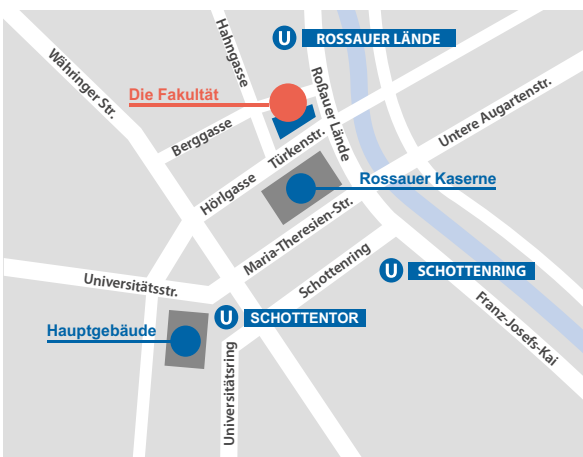 U ROSSAUER LÄNDE
Hahngasse
Währinger Str.
Die Fakultät
Roßauer Lände
Berggasse
Türkenstr.
Untere Augartenstr.
Hörlgasse
Rossauer Kaserne
Maria-Theresien-Str.
Schottenring
U SCHOTTENRING
Universitätsstr.
Franz-Josefs-Kai
U SCHOTTENTOR
Hauptgebäude
Universitätsring